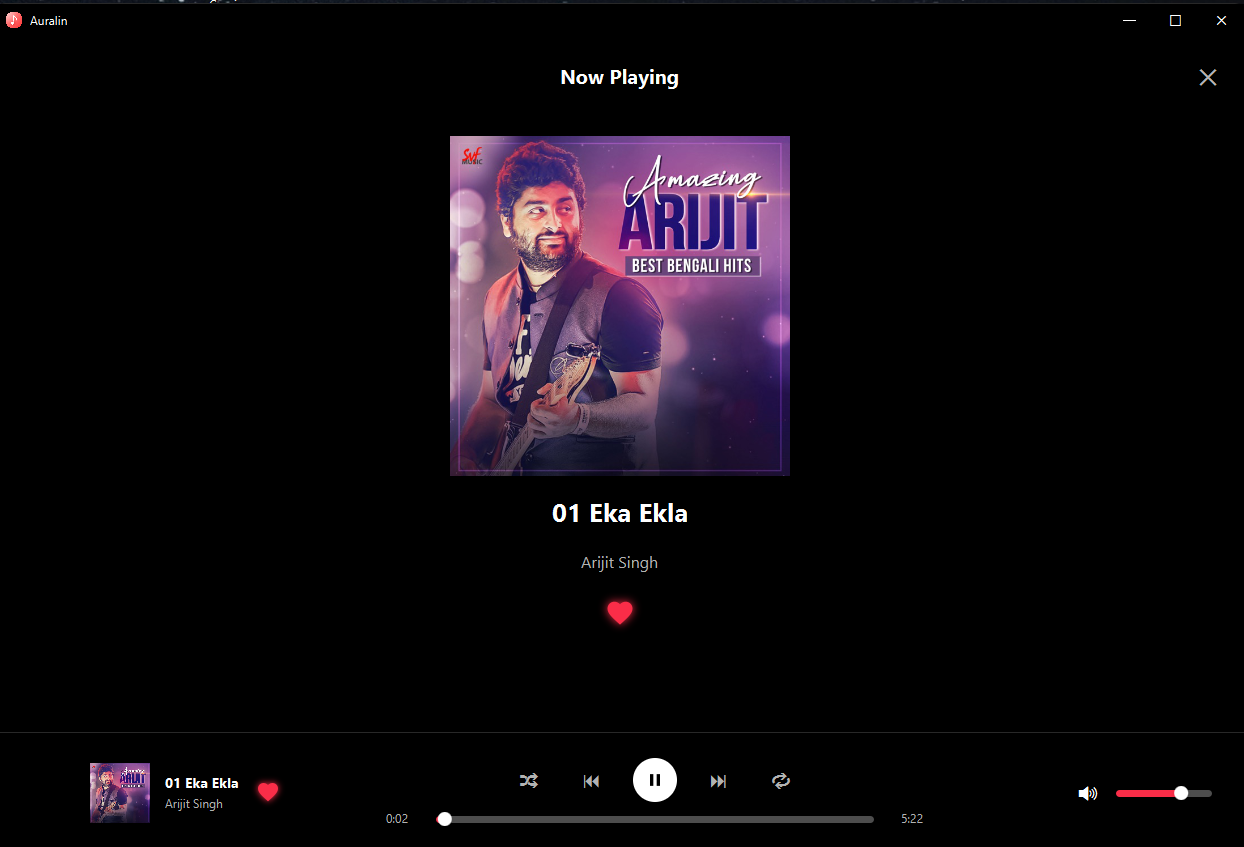 Auralin
Now Playing
SVF
MUSIC
Amazing
ARIJIT
BEST BENGALI HITS
01 Eka Ekla
Arijit Singh
01 Eka Ekla
Arijit Singh
0:02
5:22